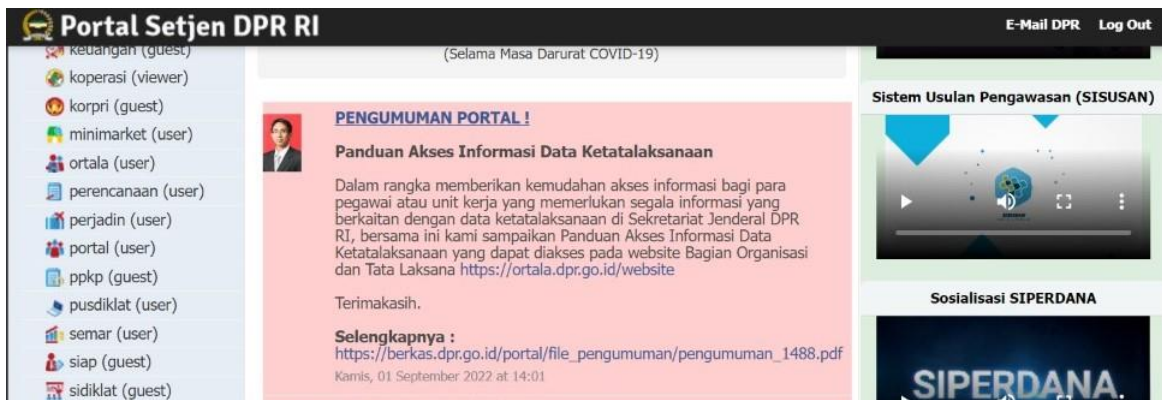 Portal Setjen DPR RI
E-Mail DPR Log Out
keuangan (guest)
koperasi (viewer)
korpri (guest)
minimarket (user)
ortala (user)
perencanaan (user)
perjadin (user)
portal (user)
ppkp (guest)
pusdiklat (user)
semar (user)
siap (guest)
sidiklat (guest)
(Selama Masa Darurat COVID-19)
PENGUMUMAN PORTAL !
Panduan Akses Informasi Data Ketatalaksanaan
Dalam rangka memberikan kemudahan akses informasi bagi para
pegawai atau unit kerja yang memerlukan segala informasi yang
berkaitan dengan data ketatalaksanaan di Sekretariat Jenderal DPR
RI, bersama ini kami sampaikan Panduan Akses Informasi Data
Ketatalaksanaan yang dapat diakses pada website Bagian Organisasi
dan Tata Laksana https://ortala.dpr.go.id/website
Terimakasih.
Selengkapnya :
https://berkas.dpr.go.id/portal/file_pengumuman/pengumuman_1488.pdf
Kamis, 01 September 2022 at 14:01
Sistem Usulan Pengawasan (SISUSAN)
Sosialisasi SIPERDANA
SIPERDANA